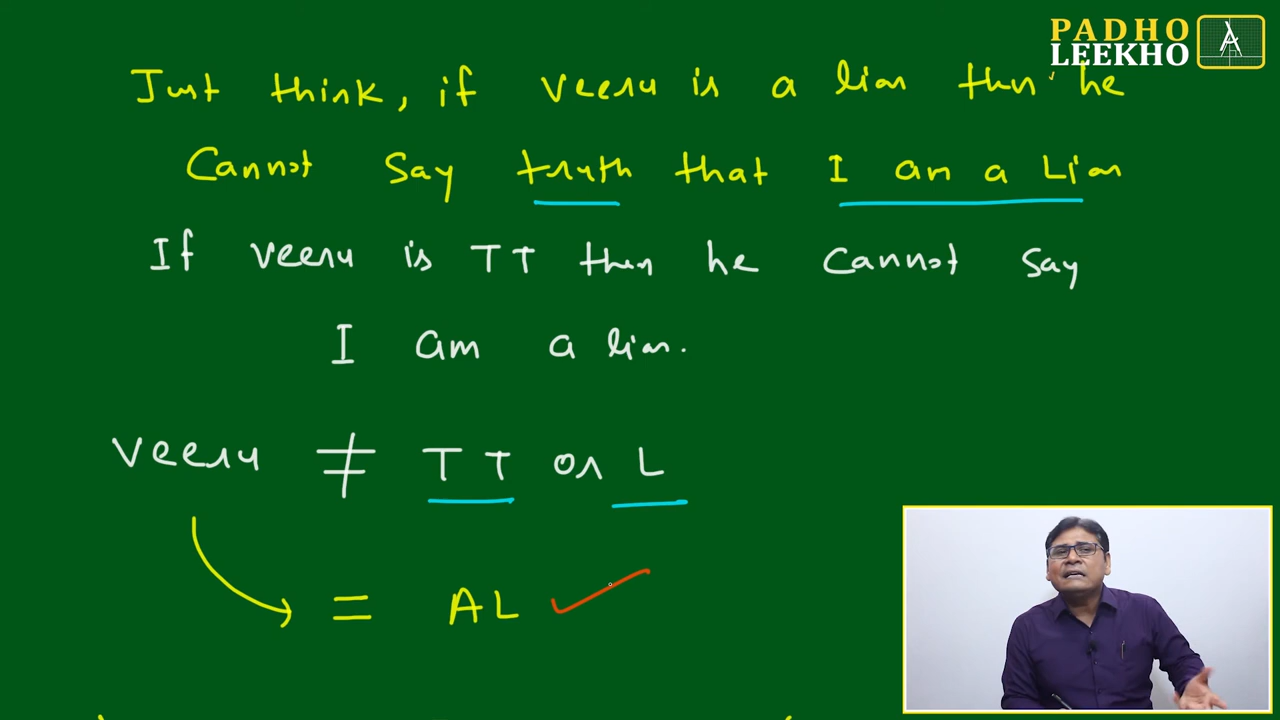 PADHO
LEEKHO
Just think, if veeru is a liar then he
Cannot say truth that I am a Liar
If veeru is TT then he cannot say
I am a liar.
veeru ≠ TT or L
= AL ✓